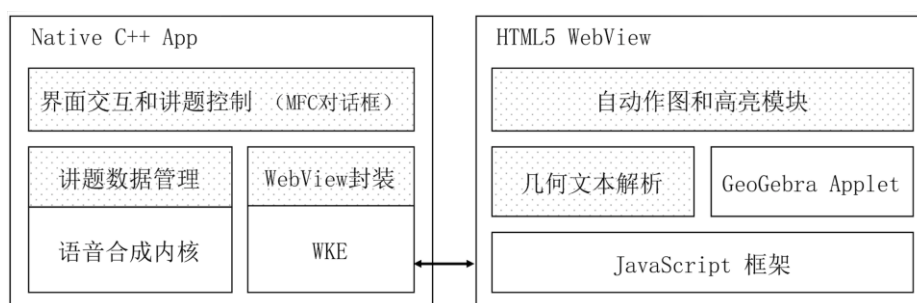 Native C++ App
界面交互和讲题控制 （MFC对话框）
讲题数据管理
WebView封装
语音合成内核
WKE
HTML5 WebView
自动作图和高亮模块
几何文本解析
GeoGebra Applet
JavaScript 框架